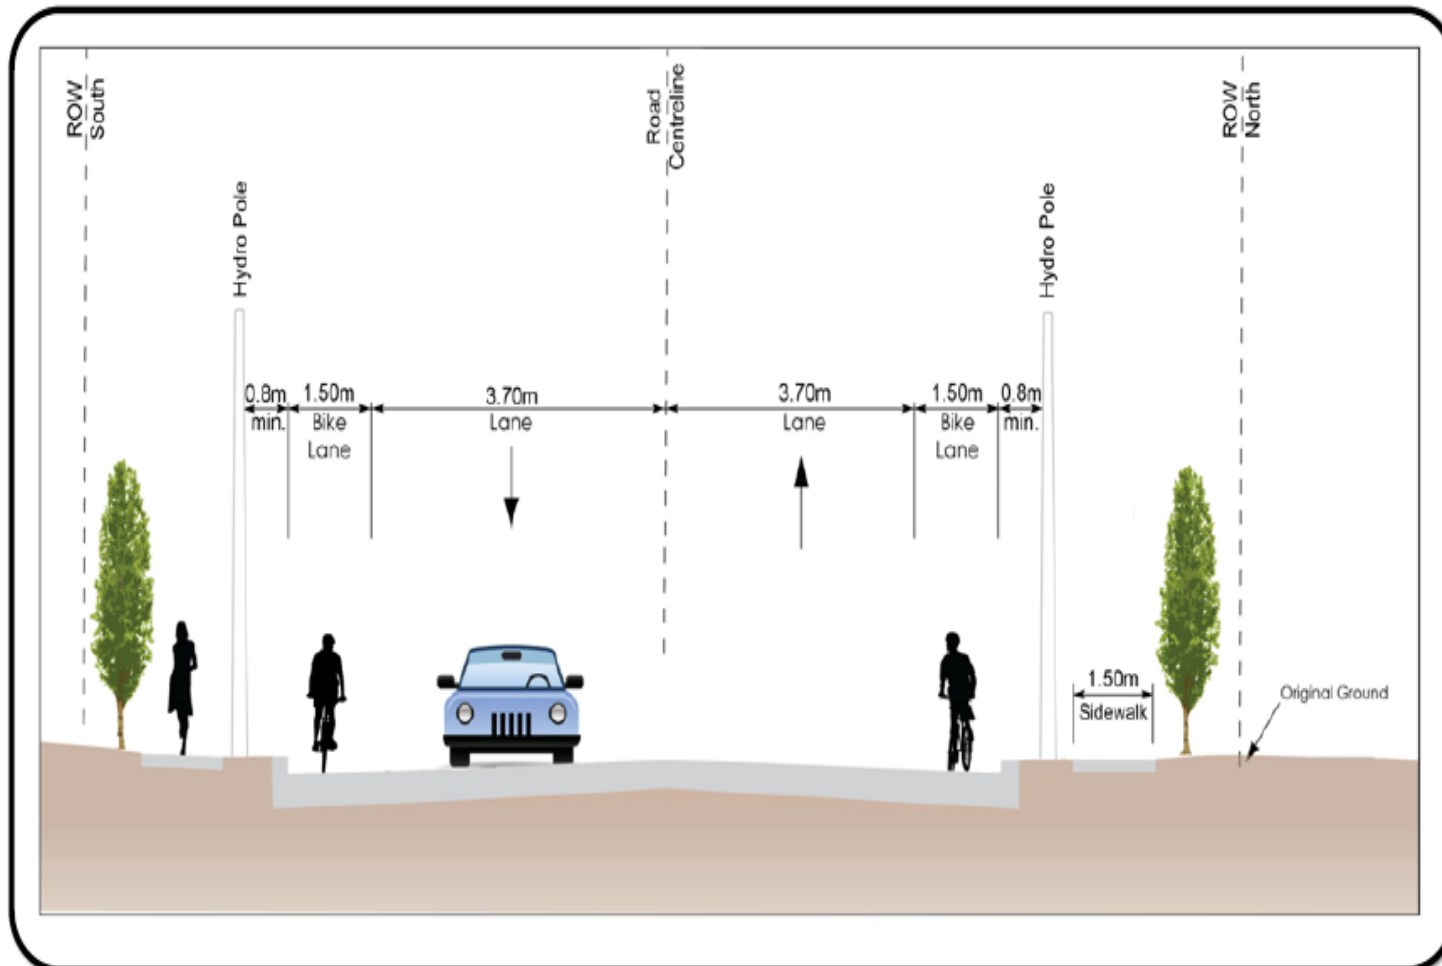 ROW
South
Road
Centreline
ROW
North
Hydro Pole
Hydro Pole
0.8m
min.
1.50m
Bike
Lane
3.70m
Lane
3.70m
Lane
1.50m
Bike
Lane
0.8m
min.
1.50m
Sidewalk
Original Ground